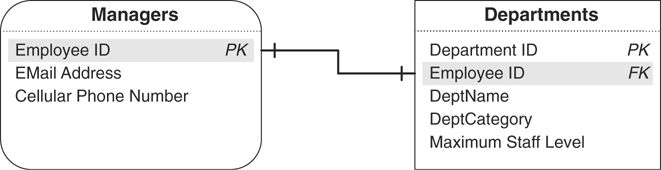 Managers
Employee ID PK
EMail Address
Cellular Phone Number
Departments
Department ID PK
Employee ID FK
DeptName
DeptCategory
Maximum Staff Level